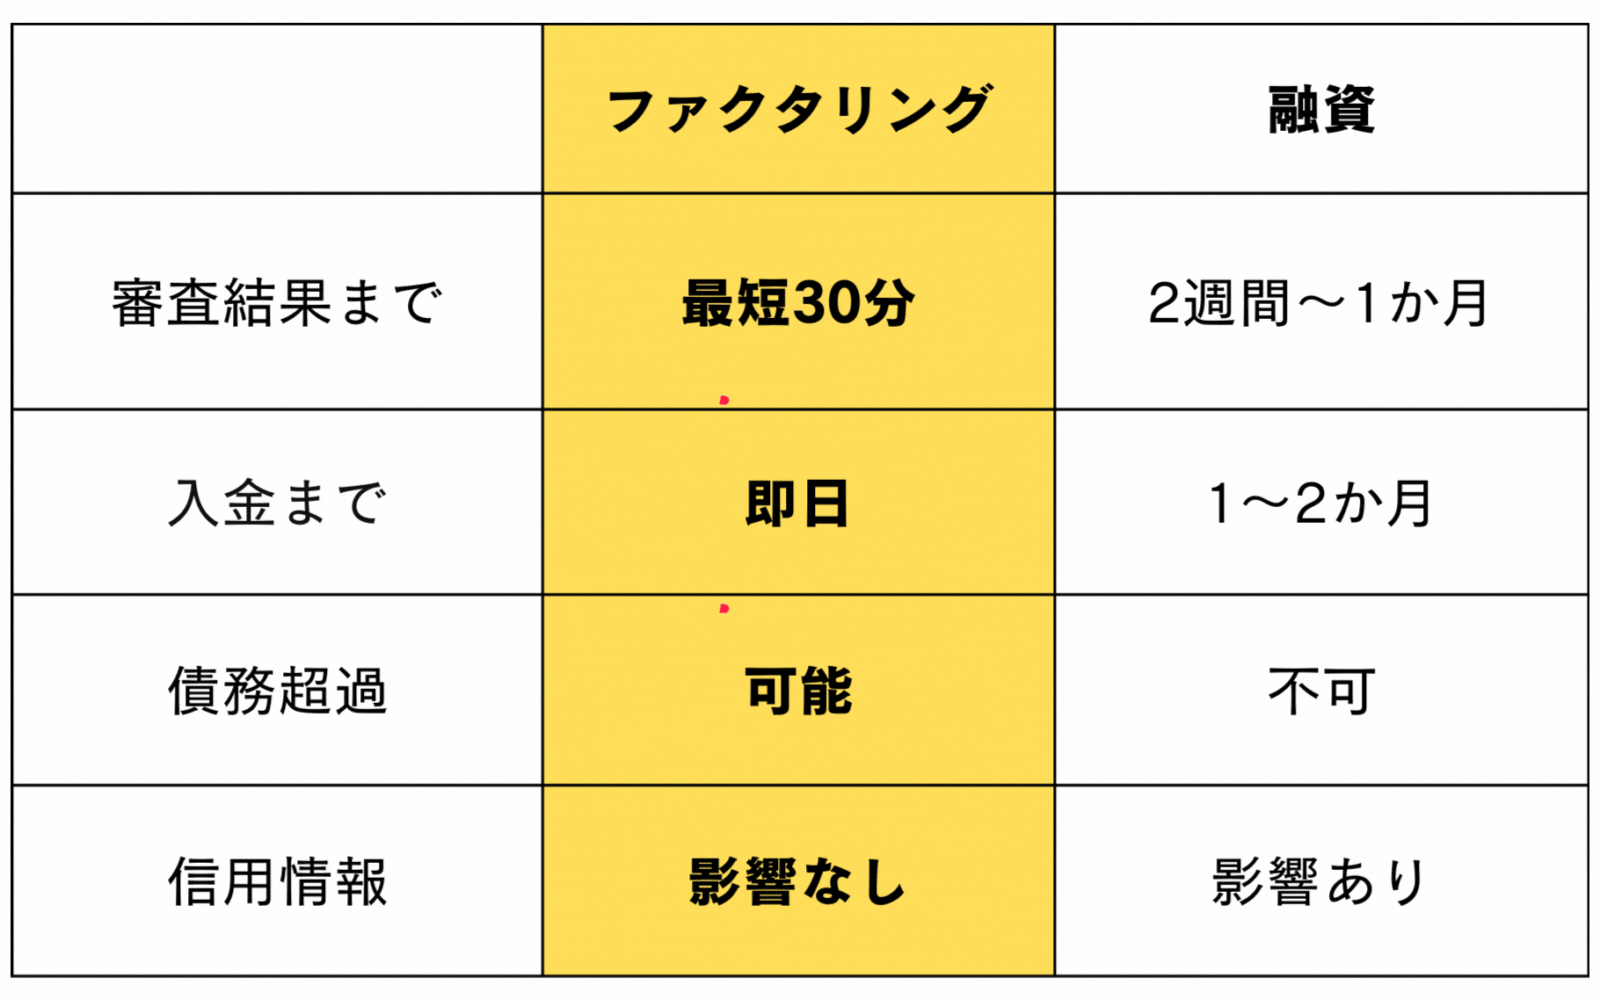 ファクタリング 融資
審査結果まで 最短30分 2週間〜1か月
入金まで 即日 1〜2か月
債務超過 可能 不可
信用情報 影響なし 影響あり